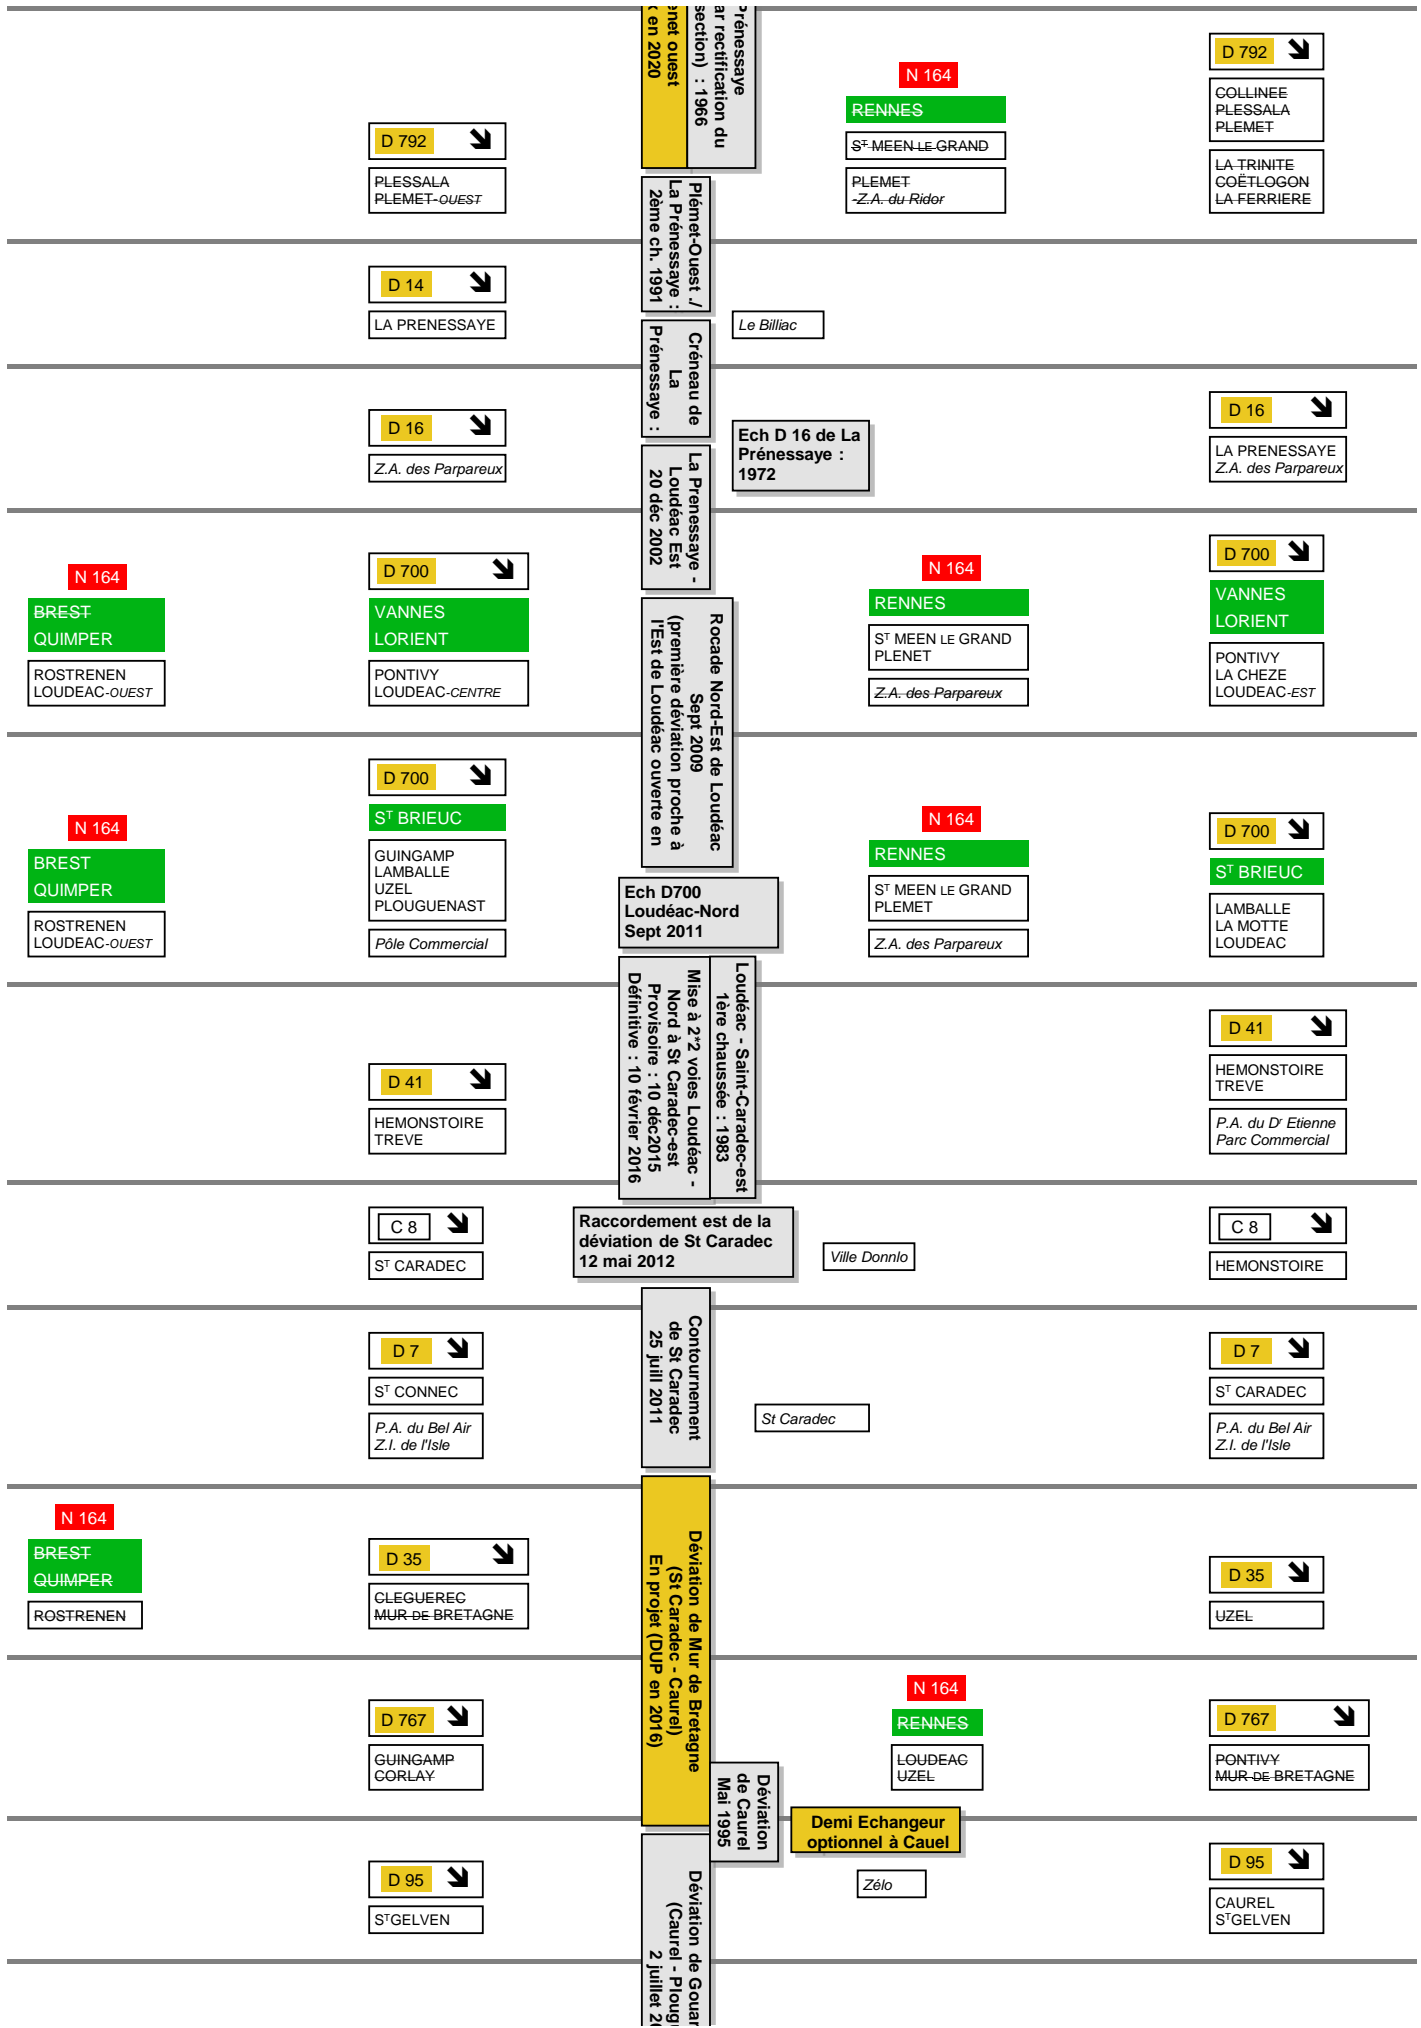 Prénessaye
ar rectification du
section) : 1966
enet ouest
x en 2020
N 164
RENNES
Sᵀ MEEN LE GRAND
PLEMET
-Z.A. du Ridor
D 792
COLLINEE
PLESSALA
PLEMET
LA TRINITE
COËTLOGON
LA FERRIERE
D 792
PLESSALA
PLEMET-OUEST
Plémet-Ouest ./
La Prénessaye :
2ème ch. 1991
D 14
LA PRENESSAYE
Le Billiac
Créneau de
La
Prénessaye :
D 16
Z.A. des Parpareux
Ech D 16 de La
Prénessaye :
1972
D 16
LA PRENESSAYE
Z.A. des Parpareux
La Prenessaye -
Loudéac Est
20 déc 2002
N 164
BREST
QUIMPER
ROSTRENEN
LOUDEAC-OUEST
D 700
VANNES
LORIENT
PONTIVY
LOUDEAC-CENTRE
Rocade Nord-Est de Loudéac
Sept 2009
(première déviation proche à
l'Est de Loudéac ouverte en
N 164
RENNES
Sᵀ MEEN LE GRAND
PLENET
Z.A. des Parpareux
D 700
VANNES
LORIENT
PONTIVY
LA CHEZE
LOUDEAC-EST
N 164
BREST
QUIMPER
ROSTRENEN
LOUDEAC-OUEST
D 700
Sᵀ BRIEUC
GUINGAMP
LAMBALLE
UZEL
PLOUGUENAST
Pôle Commercial
Ech D700
Loudéac-Nord
Sept 2011
N 164
RENNES
Sᵀ MEEN LE GRAND
PLEMET
Z.A. des Parpareux
D 700
Sᵀ BRIEUC
LAMBALLE
LA MOTTE
LOUDEAC
Loudéac - Saint-Caradec-est
1ère chaussée : 1983
Mise à 2*2 voies Loudéac -
Nord à St Caradec-est
Provisoire : 10 déc2015
Définitive : 10 février 2016
D 41
HEMONSTOIRE
TREVE
D 41
HEMONSTOIRE
TREVE
P.A. du Dʳ Etienne
Parc Commercial
C 8
Sᵀ CARADEC
Raccordement est de la
déviation de St Caradec
12 mai 2012
Ville Donnlo
C 8
HEMONSTOIRE
Contournement
de St Caradec
25 juill 2011
D 7
Sᵀ CONNEC
P.A. du Bel Air
Z.I. de l'Isle
St Caradec
D 7
Sᵀ CARADEC
P.A. du Bel Air
Z.I. de l'Isle
Déviation de Mur de Bretagne
(St Caradec - Caurel)
En projet (DUP en 2016)
N 164
BREST
QUIMPER
ROSTRENEN
D 35
CLEGUEREC
MUR DE BRETAGNE
D 35
UZEL
D 767
GUINGAMP
CORLAY
N 164
RENNES
LOUDEAC
UZEL
D 767
PONTIVY
MUR DE BRETAGNE
Déviation
de Caurel
Mai 1995
Demi Echangeur
optionnel à Cauel
D 95
SᵀGELVEN
Zélo
D 95
CAUREL
SᵀGELVEN
Déviation de Gouar
(Caurel - Ploug
2 juillet 2